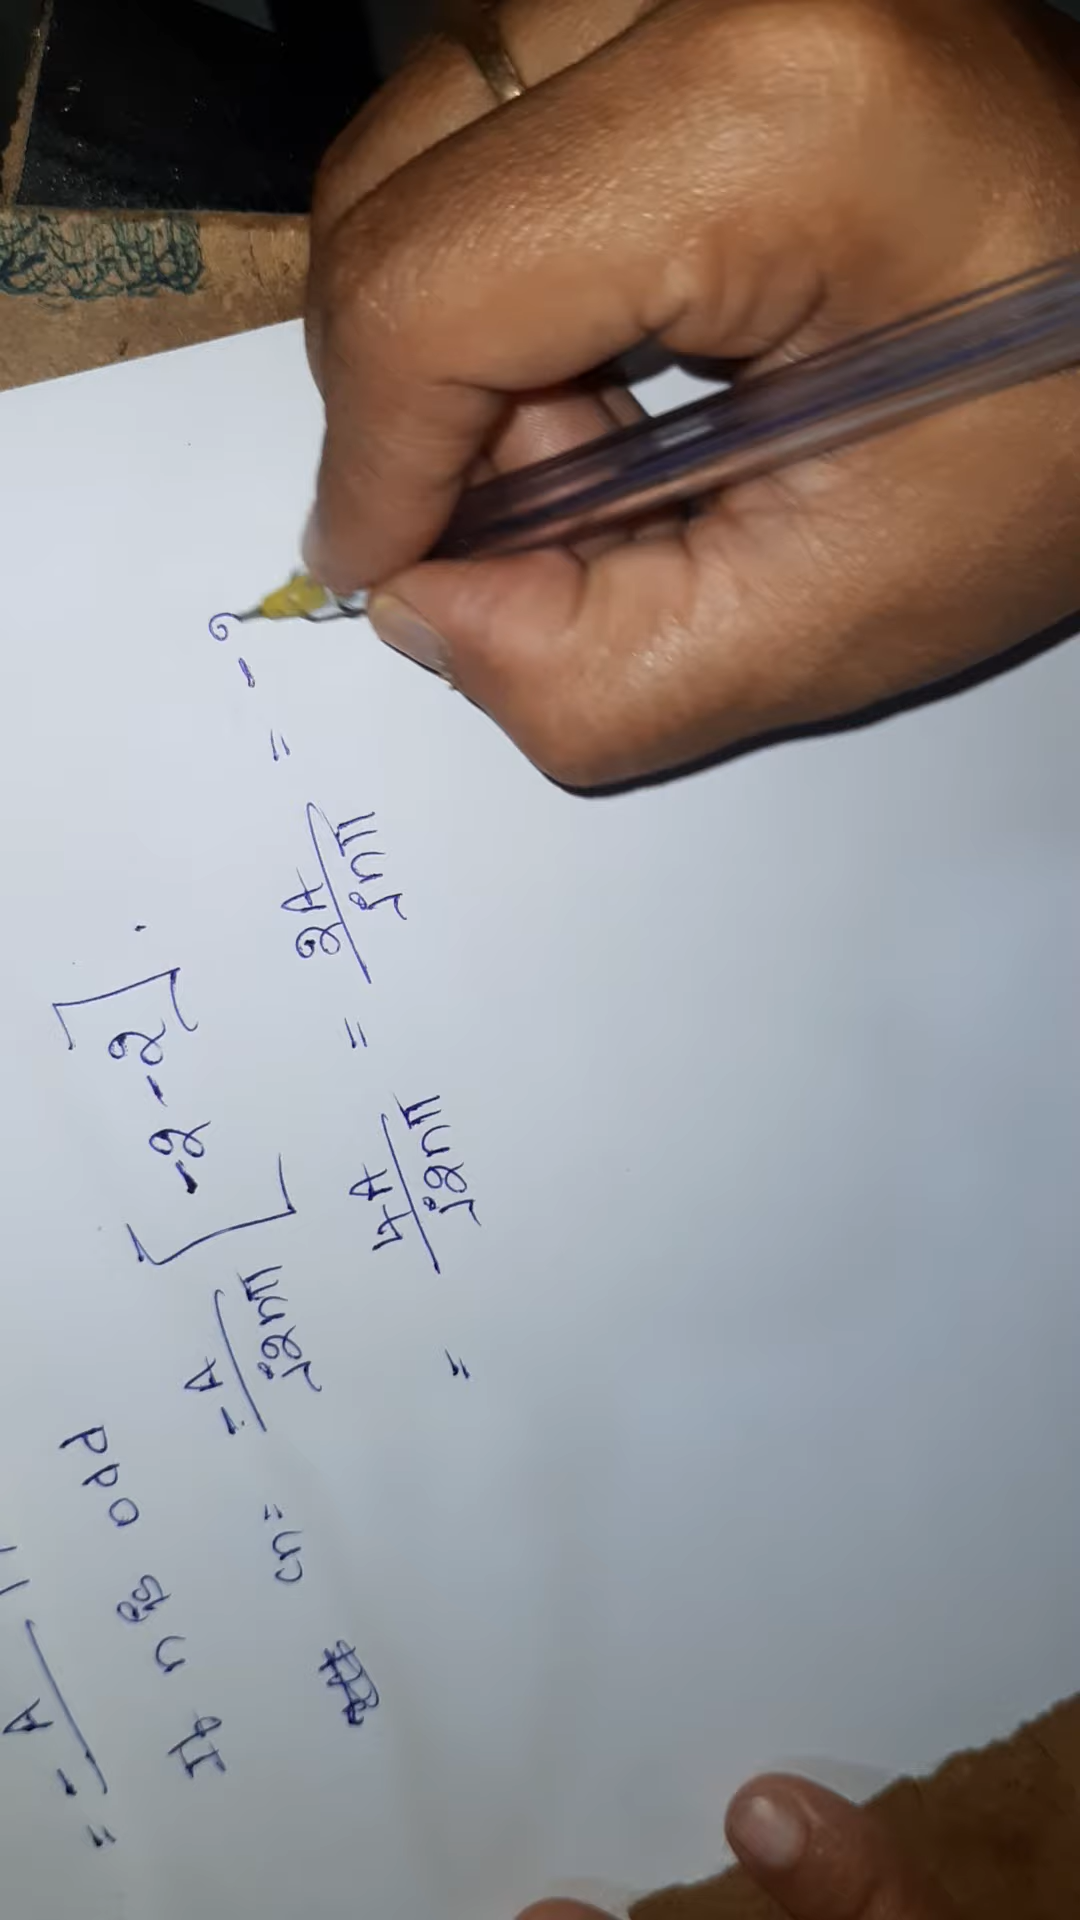 = -A/
If n is odd
cn = -A/j2nπ [-2-2].
= 4A/j2nπ = 2A/jnπ = -